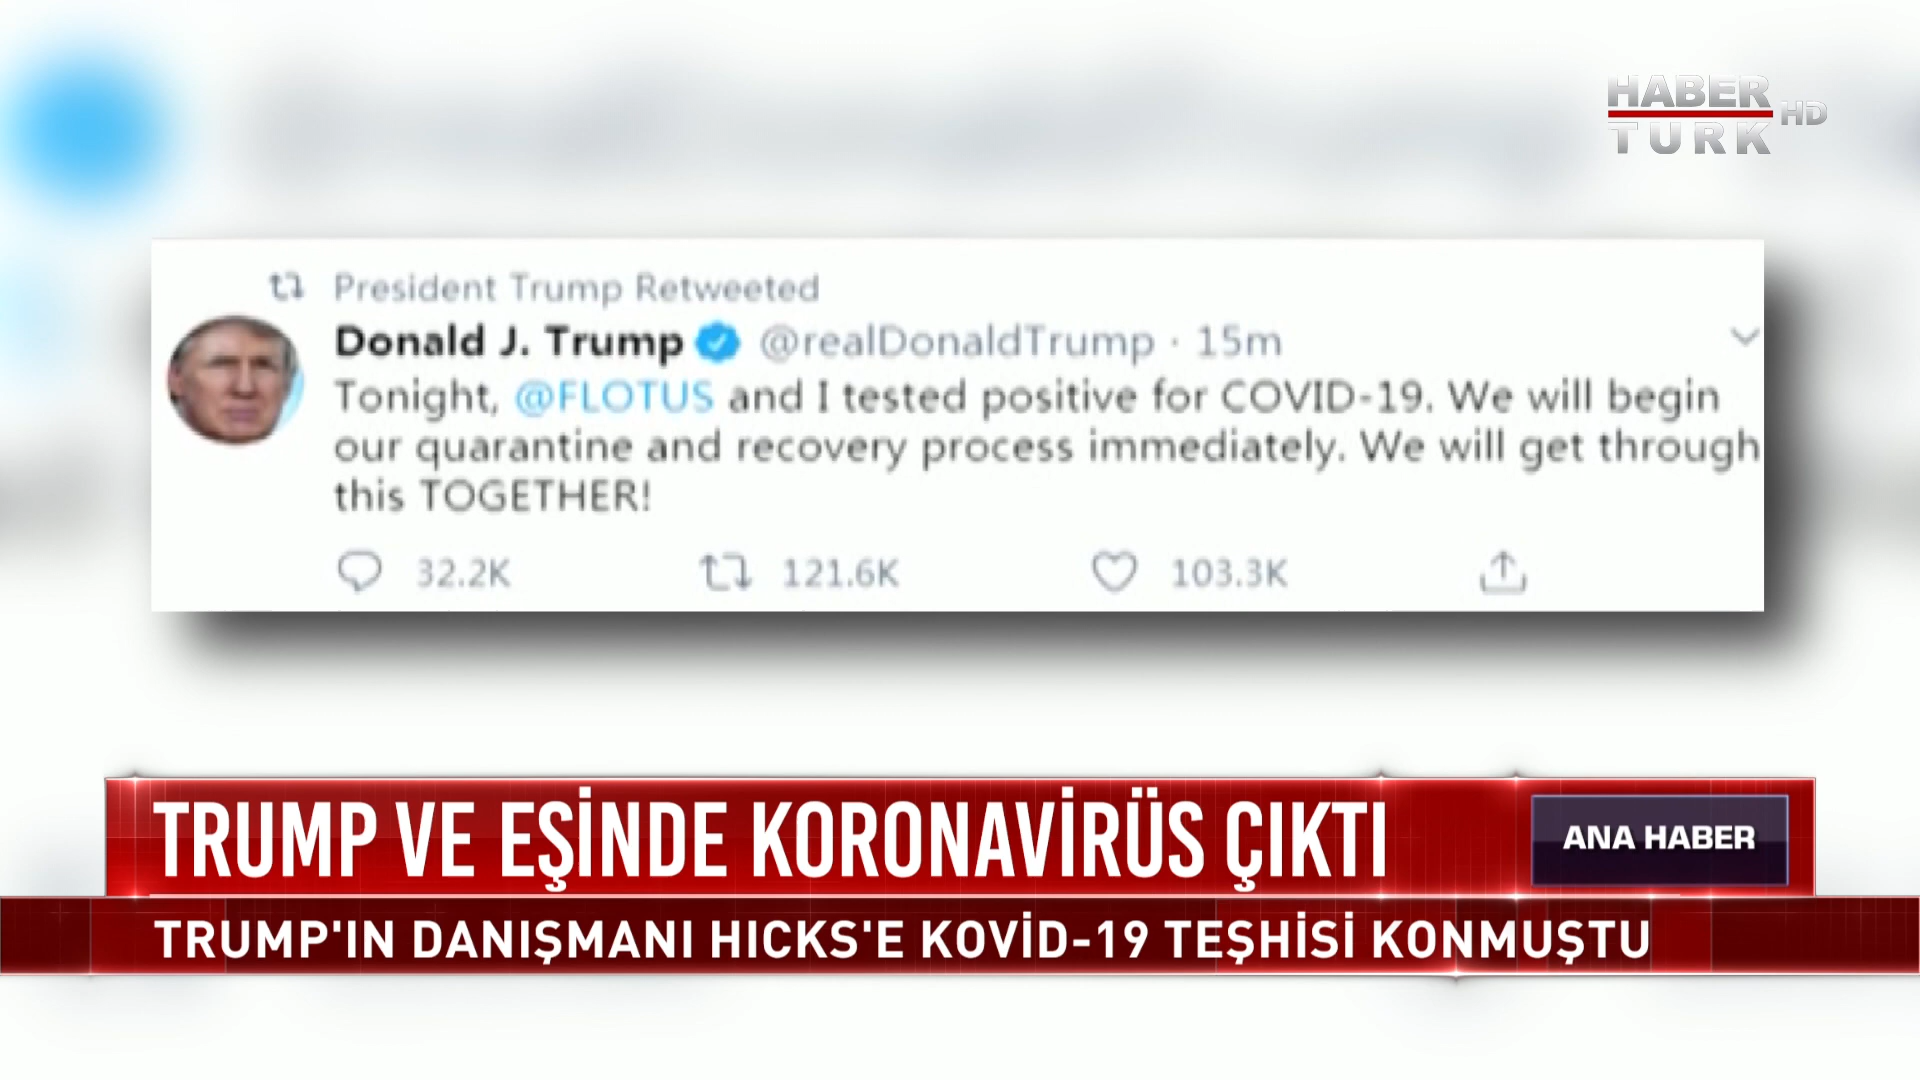 HABER
TURK HD
President Trump Retweeted
Donald J. Trump @realDonaldTrump · 15m
Tonight, @FLOTUS and I tested positive for COVID-19. We will begin
our quarantine and recovery process immediately. We will get through
this TOGETHER!
32.2K 121.6K 103.3K
TRUMP VE EŞİNDE KORONAVİRÜS ÇIKTI
ANA HABER
TRUMP'IN DANIŞMANI HICKS'E KOVİD-19 TEŞHİSİ KONMUŞTU